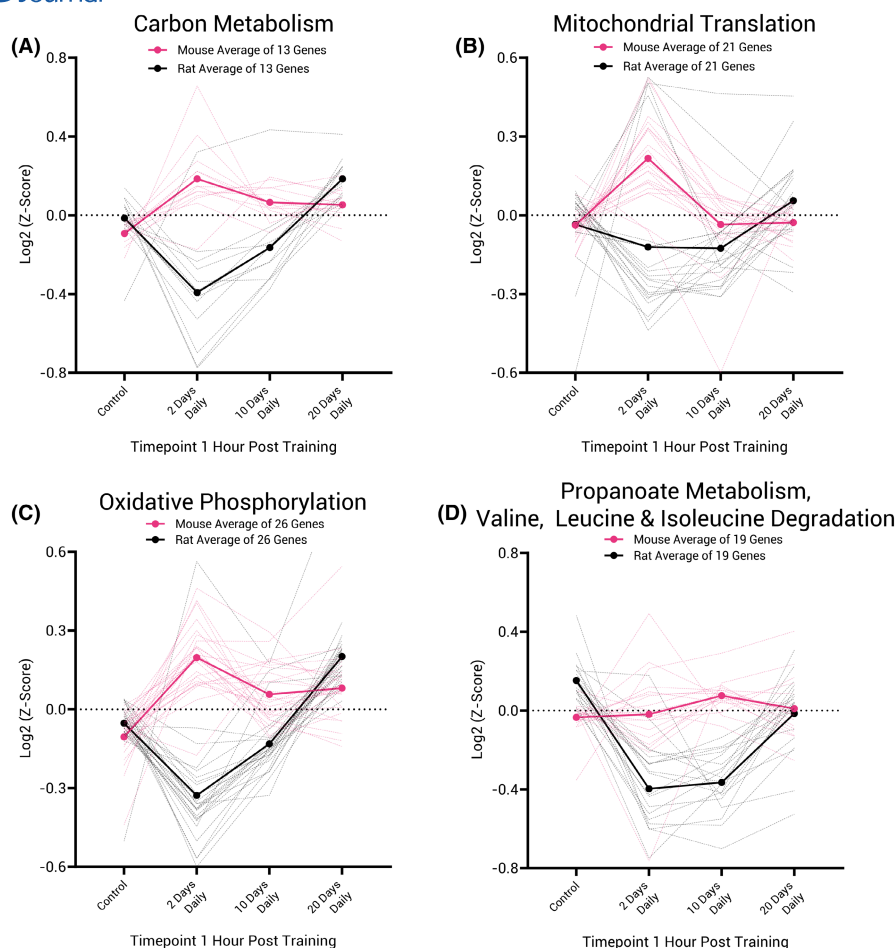 Journal
(A)
Carbon Metabolism
Mouse Average of 13 Genes
Rat Average of 13 Genes
Log2 (Z-Score)
0.8
0.4
0.0
-0.4
-0.8
Control
2 Days
Daily
10 Days
Daily
20 Days
Daily
Timepoint 1 Hour Post Training
(B)
Mitochondrial Translation
Mouse Average of 21 Genes
Rat Average of 21 Genes
Log2 (Z-Score)
0.6
0.3
0.0
-0.3
-0.6
Control
2 Days
Daily
10 Days
Daily
20 Days
Daily
Timepoint 1 Hour Post Training
(C)
Oxidative Phosphorylation
Mouse Average of 26 Genes
Rat Average of 26 Genes
Log2 (Z-Score)
0.6
0.3
0.0
-0.3
-0.6
Control
2 Days
Daily
10 Days
Daily
20 Days
Daily
Timepoint 1 Hour Post Training
(D)
Propanoate Metabolism,
Valine, Leucine & Isoleucine Degradation
Mouse Average of 19 Genes
Rat Average of 19 Genes
Log2 (Z-Score)
0.8
0.4
0.0
-0.4
-0.8
Control
2 Days
Daily
10 Days
Daily
20 Days
Daily
Timepoint 1 Hour Post Training